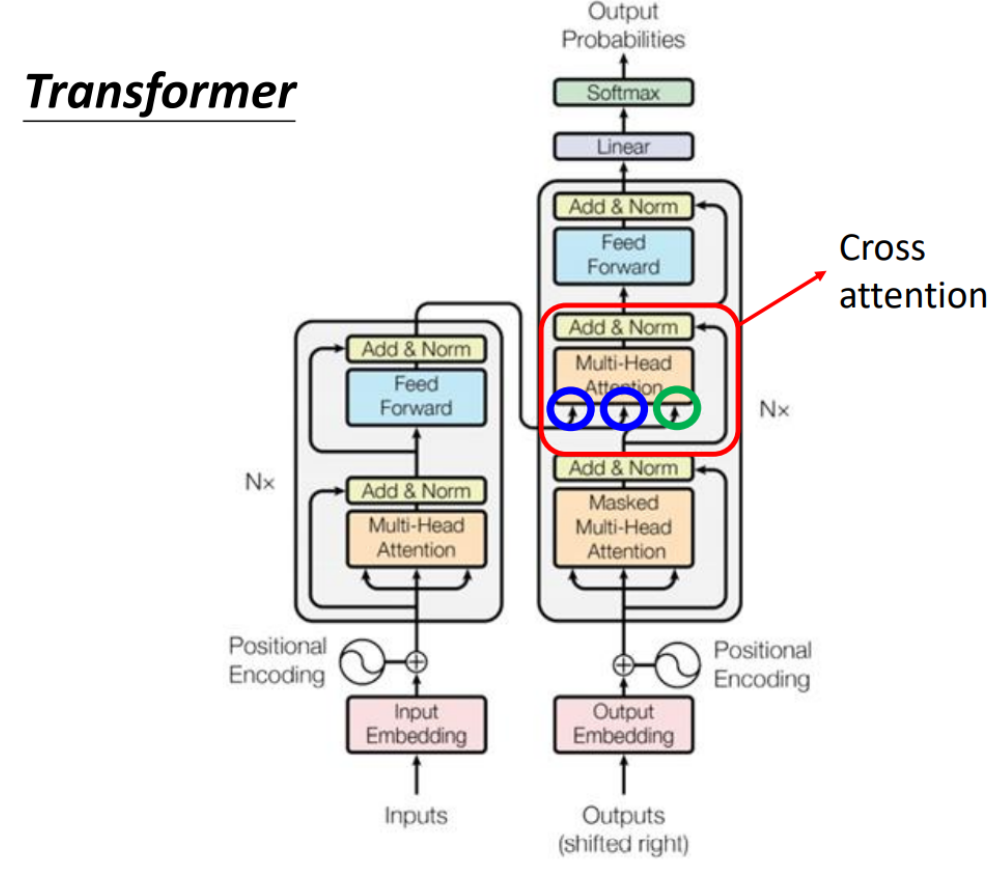 Transformer
Output
Probabilities
Softmax
Linear
Add & Norm
Feed
Forward
Cross
attention
Add & Norm
Multi-Head
Attention
Nx
Add & Norm
Masked
Multi-Head
Attention
Add & Norm
Feed
Forward
Nx
Add & Norm
Multi-Head
Attention
Positional
Encoding
Positional
Encoding
Input
Embedding
Output
Embedding
Inputs
Outputs
(shifted right)